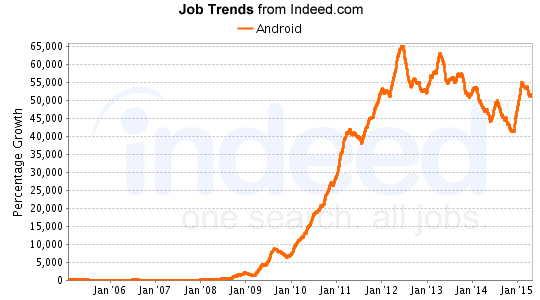 Job Trends from Indeed.com
Android
65,000
60,000
55,000
50,000
45,000
40,000
35,000
30,000
25,000
20,000
15,000
10,000
5,000
0
Percentage Growth
indeed
one search. all jobs.
Jan '06 Jan '07 Jan '08 Jan '09 Jan '10 Jan '11 Jan '12 Jan '13 Jan '14 Jan '15